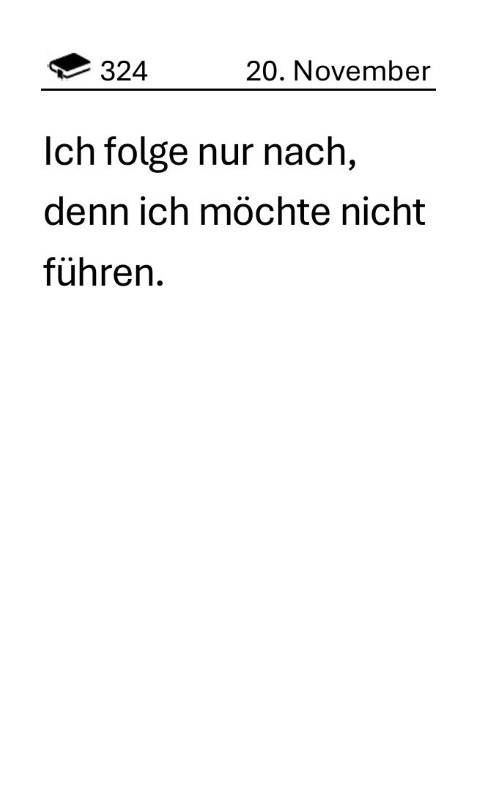 324 20. November
Ich folge nur nach,
denn ich möchte nicht
führen.